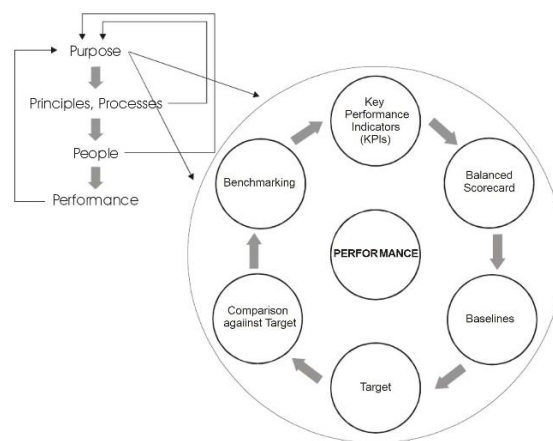 Purpose
Principles, Processes
People
Performance
Key
Performance
Indicators
(KPIs)
Benchmarking
Balanced
Scorecard
PERFORMANCE
Comparison
agaiinst Target
Baselines
Target